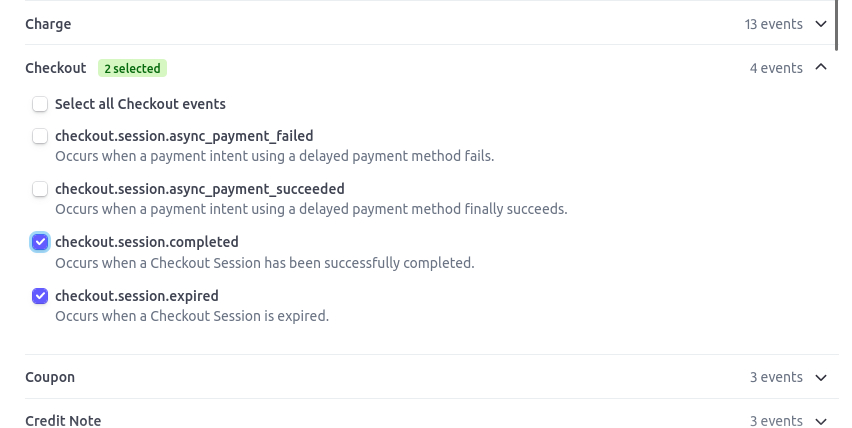 Charge 13 events
Checkout 2 selected 4 events
Select all Checkout events
checkout.session.async_payment_failed
Occurs when a payment intent using a delayed payment method fails.
checkout.session.async_payment_succeeded
Occurs when a payment intent using a delayed payment method finally succeeds.
checkout.session.completed
Occurs when a Checkout Session has been successfully completed.
checkout.session.expired
Occurs when a Checkout Session is expired.
Coupon 3 events
Credit Note 3 events